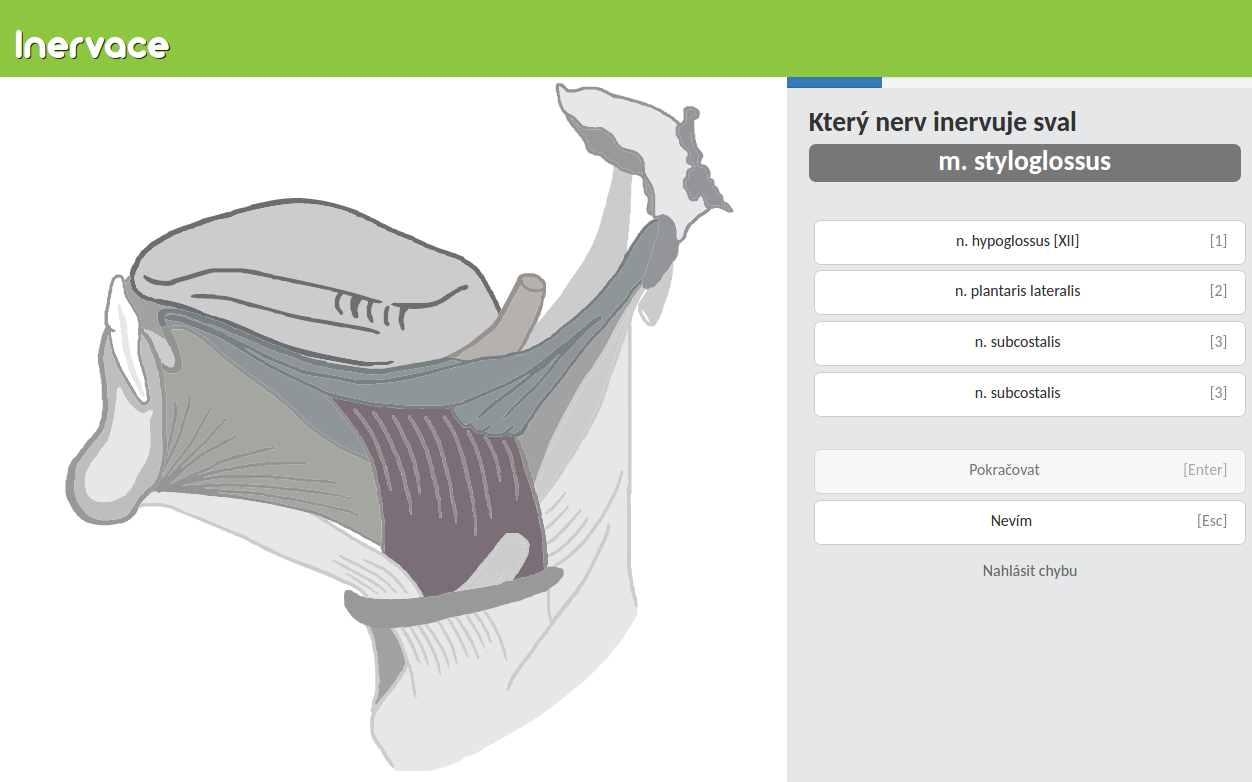 Inervace
Který nerv inervuje sval
m. styloglossus
n. hypoglossus [XII] [1]
n. plantaris lateralis [2]
n. subcostalis [3]
n. subcostalis [3]
Pokračovat [Enter]
Nevím [Esc]
Nahlásit chybu